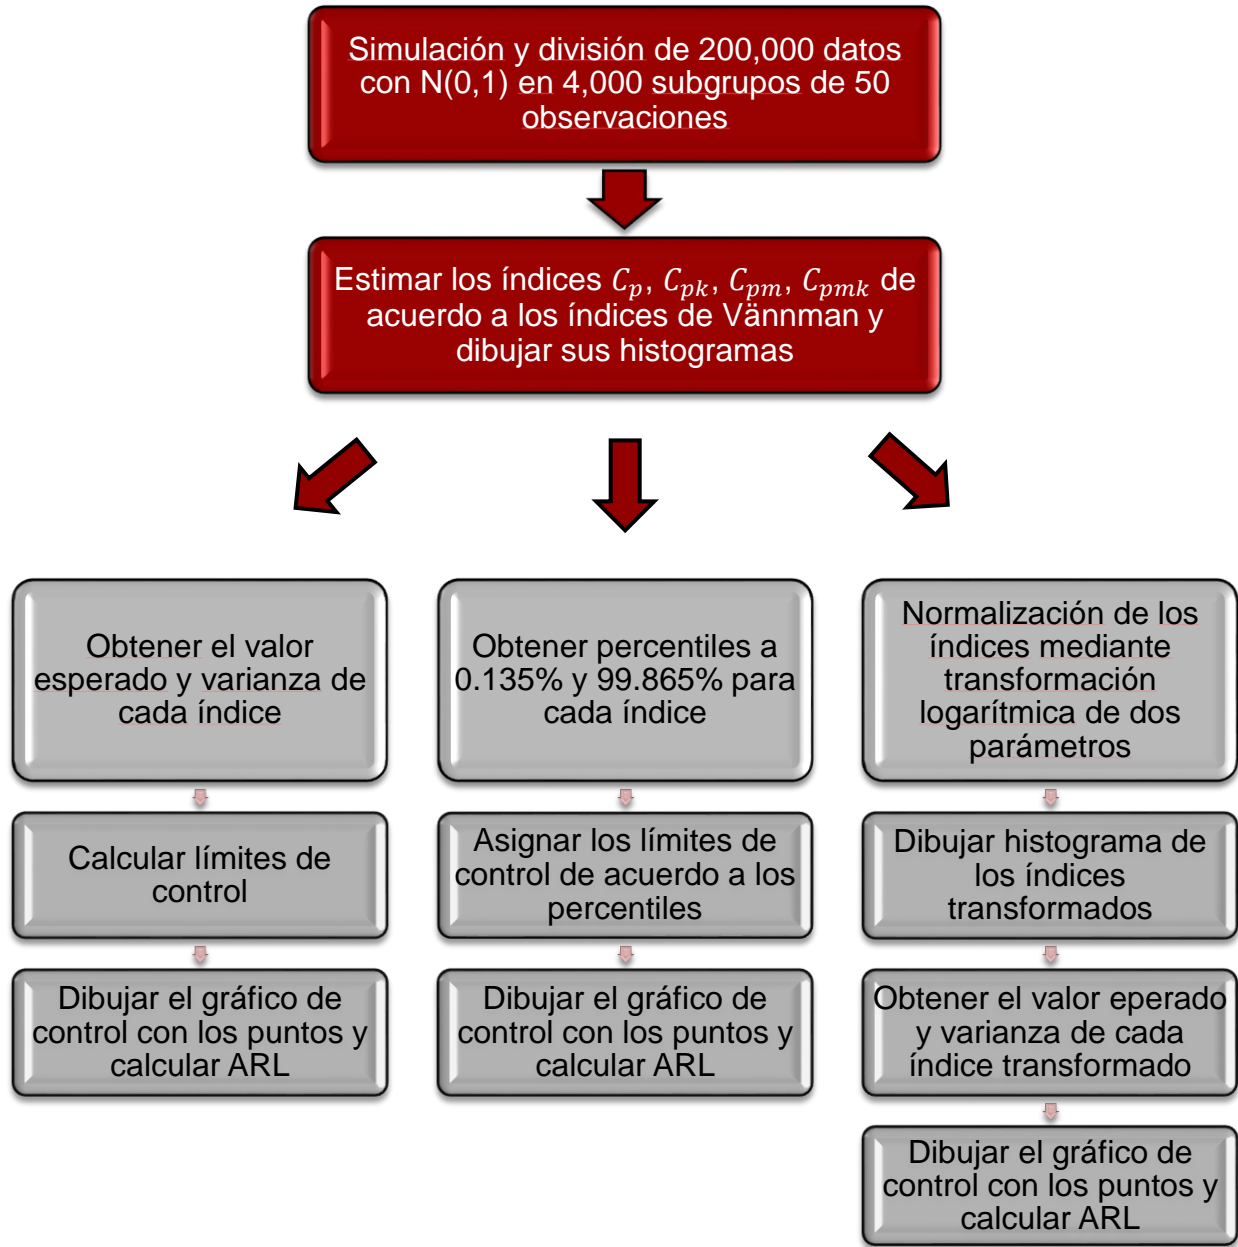 Simulación y división de 200,000 datos
con N(0,1) en 4,000 subgrupos de 50
observaciones
Estimar los índices C_p, C_pk, C_pm, C_pmk de
acuerdo a los índices de Vännman y
dibujar sus histogramas
Obtener el valor
esperado y varianza de
cada índice
Calcular límites de
control
Dibujar el gráfico de
control con los puntos y
calcular ARL
Obtener percentiles a
0.135% y 99.865% para
cada índice
Asignar los límites de
control de acuerdo a los
percentiles
Dibujar el gráfico de
control con los puntos y
calcular ARL
Normalización de los
índices mediante
transformación
logarítmica de dos
parámetros
Dibujar histograma de
los índices
transformados
Obtener el valor eperado
y varianza de cada
índice transformado
Dibujar el gráfico de
control con los puntos y
calcular ARL